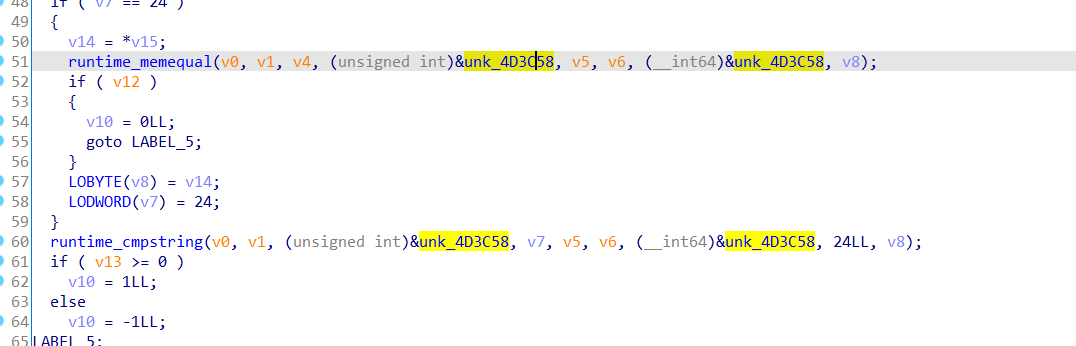 48 if ( v7 == 24 )
49 {
50 v14 = *v15;
51 runtime_memequal(v0, v1, v4, (unsigned int)&unk_4D3C58, v5, v6, (__int64)&unk_4D3C58, v8);
52 if ( v12 )
53 {
54 v10 = 0LL;
55 goto LABEL_5;
56 }
57 LOBYTE(v8) = v14;
58 LODWORD(v7) = 24;
59 }
60 runtime_cmpstring(v0, v1, (unsigned int)&unk_4D3C58, v7, v5, v6, (__int64)&unk_4D3C58, 24LL, v8);
61 if ( v13 >= 0 )
62 v10 = 1LL;
63 else
64 v10 = -1LL;
65 LABEL_5: